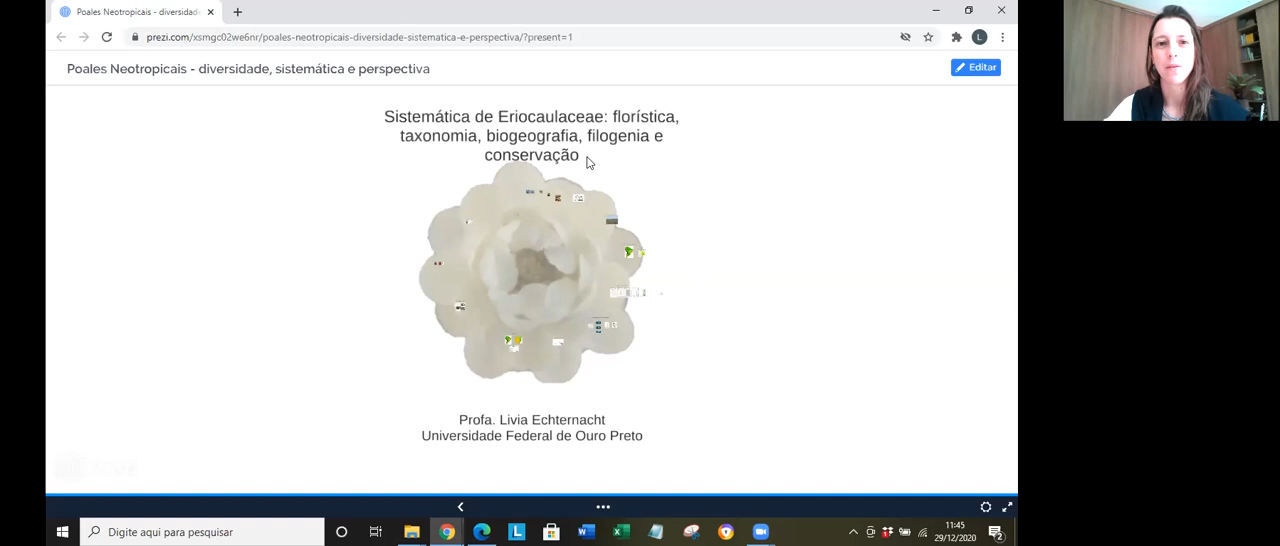 Poales Neotropicais - diversidad
prezi.com/xsmgc02we6nr/poales-neotropicais-diversidade-sistematica-e-perspectiva/?present=1
L
Poales Neotropicais - diversidade, sistemática e perspectiva
Editar
Sistemática de Eriocaulaceae: florística,
taxonomia, biogeografia, filogenia e
conservação
Profa. Livia Echternacht
Universidade Federal de Ouro Preto
Digite aqui para pesquisar
L
W
X
11:45
29/12/2020
2